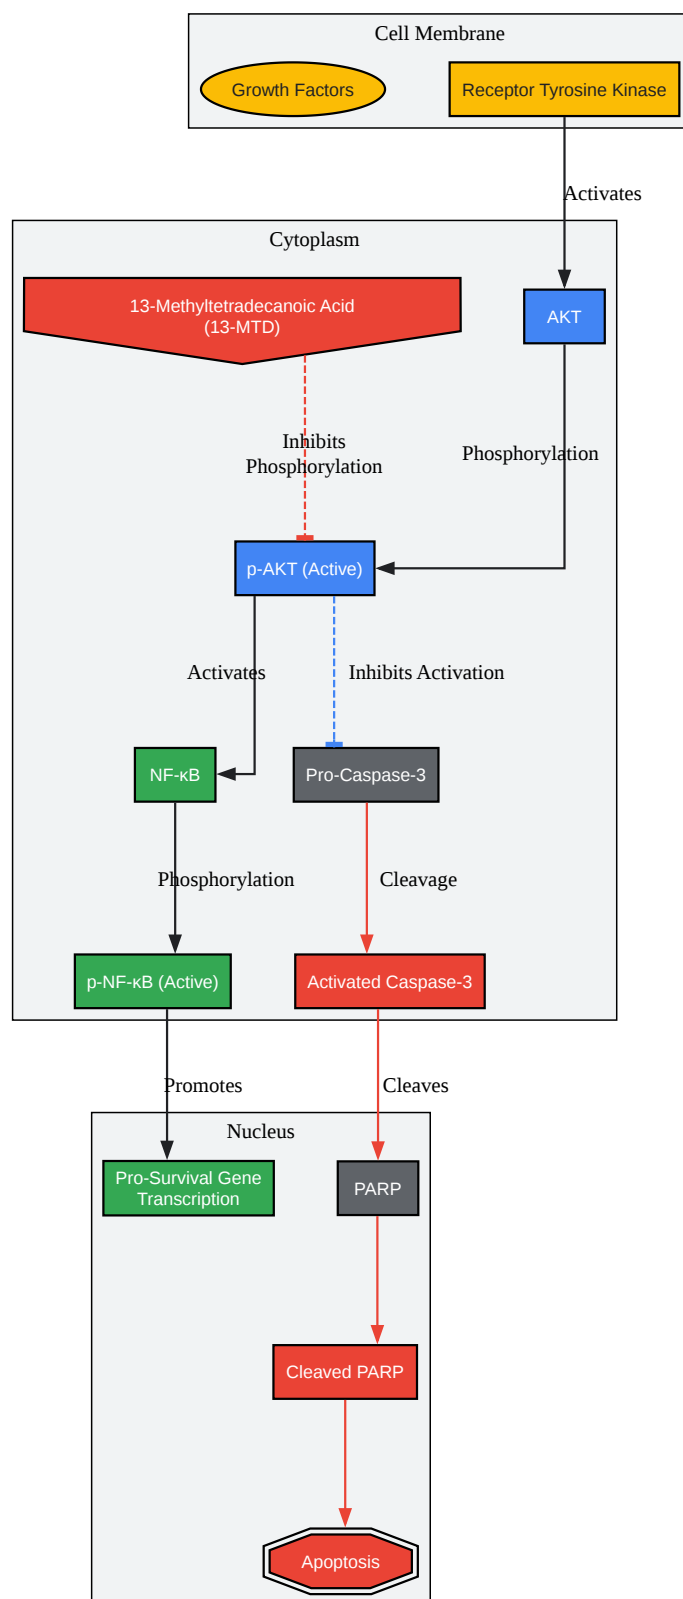 Cell Membrane
Growth Factors
Receptor Tyrosine Kinase
Activates
Cytoplasm
13-Methyltetradecanoic Acid
(13-MTD)
AKT
Inhibits
Phosphorylation
Phosphorylation
p-AKT (Active)
Activates
Inhibits Activation
NF-κB
Pro-Caspase-3
Phosphorylation
Cleavage
p-NF-κB (Active)
Activated Caspase-3
Promotes
Cleaves
Nucleus
Pro-Survival Gene
Transcription
PARP
Cleaved PARP
Apoptosis